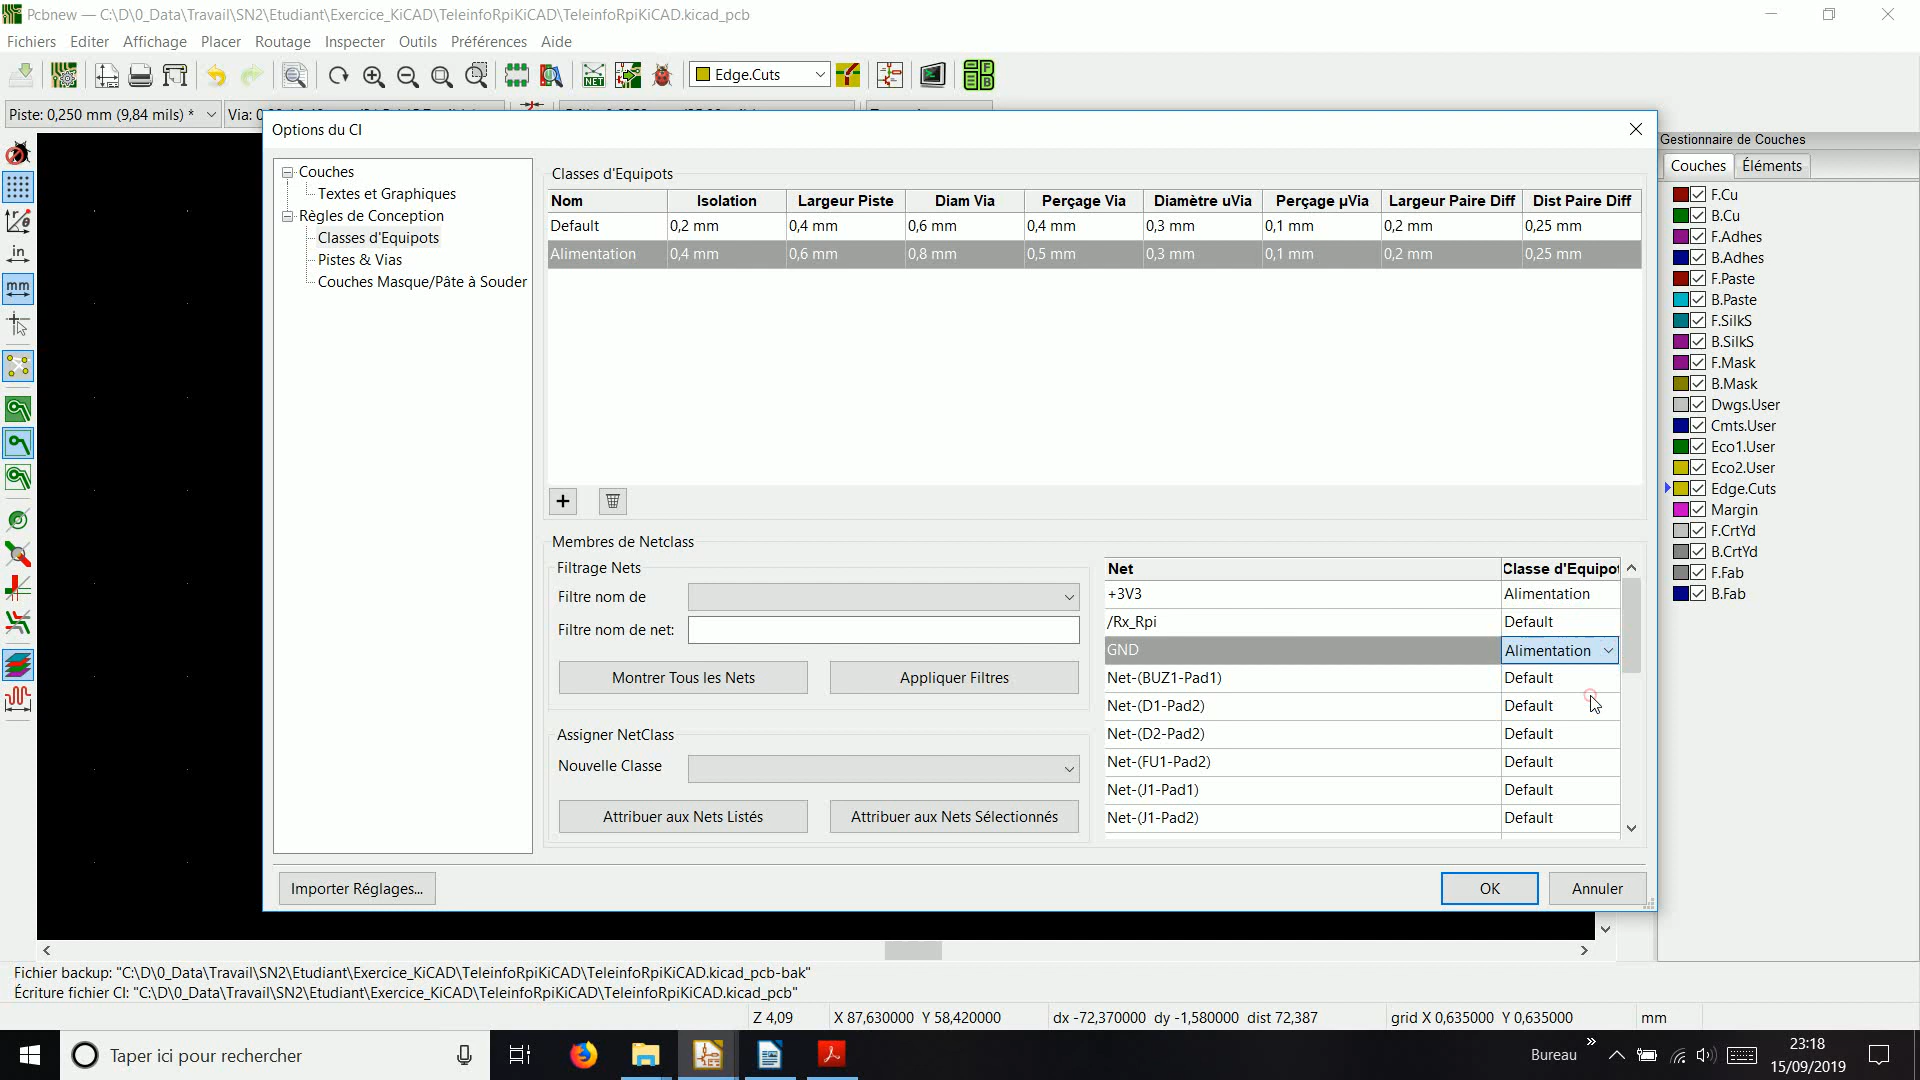 Pcbnew — C:\D\0_Data\Travail\SN2\Etudiant\Exercice_KiCAD\TeleinfoRpiKiCAD\TeleinfoRpiKiCAD.kicad_pcb
Fichiers Editer Affichage Placer Routage Inspecter Outils Préférences Aide
NET Edge.Cuts
Piste: 0,250 mm (9,84 mils) * Via: 0
Options du CI
Gestionnaire de Couches
Couches Éléments
Couches
Textes et Graphiques
Règles de Conception
Classes d'Equipots
Pistes & Vias
Couches Masque/Pâte à Souder
Classes d'Equipots
Nom Isolation Largeur Piste Diam Via Perçage Via Diamètre uVia Perçage µVia Largeur Paire Diff Dist Paire Diff
Default 0,2 mm 0,4 mm 0,6 mm 0,4 mm 0,3 mm 0,1 mm 0,2 mm 0,25 mm
Alimentation 0,4 mm 0,6 mm 0,8 mm 0,5 mm 0,3 mm 0,1 mm 0,2 mm 0,25 mm
in
mm
Membres de Netclass
Filtrage Nets
Filtre nom de
Filtre nom de net:
Montrer Tous les Nets Appliquer Filtres
Assigner NetClass
Nouvelle Classe
Attribuer aux Nets Listés Attribuer aux Nets Sélectionnés
Net Classe d'Equipot
+3V3 Alimentation
/Rx_Rpi Default
GND Alimentation
Net-(BUZ1-Pad1) Default
Net-(D1-Pad2) Default
Net-(D2-Pad2) Default
Net-(FU1-Pad2) Default
Net-(J1-Pad1) Default
Net-(J1-Pad2) Default
Importer Réglages... OK Annuler
F.Cu
B.Cu
F.Adhes
B.Adhes
F.Paste
B.Paste
F.SilkS
B.SilkS
F.Mask
B.Mask
Dwgs.User
Cmts.User
Eco1.User
Eco2.User
Edge.Cuts
Margin
F.CrtYd
B.CrtYd
F.Fab
B.Fab
Fichier backup: "C:\D\0_Data\Travail\SN2\Etudiant\Exercice_KiCAD\TeleinfoRpiKiCAD\TeleinfoRpiKiCAD.kicad_pcb-bak"
Écriture fichier CI: "C:\D\0_Data\Travail\SN2\Etudiant\Exercice_KiCAD\TeleinfoRpiKiCAD\TeleinfoRpiKiCAD.kicad_pcb"
Z 4,09 X 87,630000 Y 58,420000 dx -72,370000 dy -1,580000 dist 72,387 grid X 0,635000 Y 0,635000 mm
Taper ici pour rechercher Bureau
23:18
15/09/2019